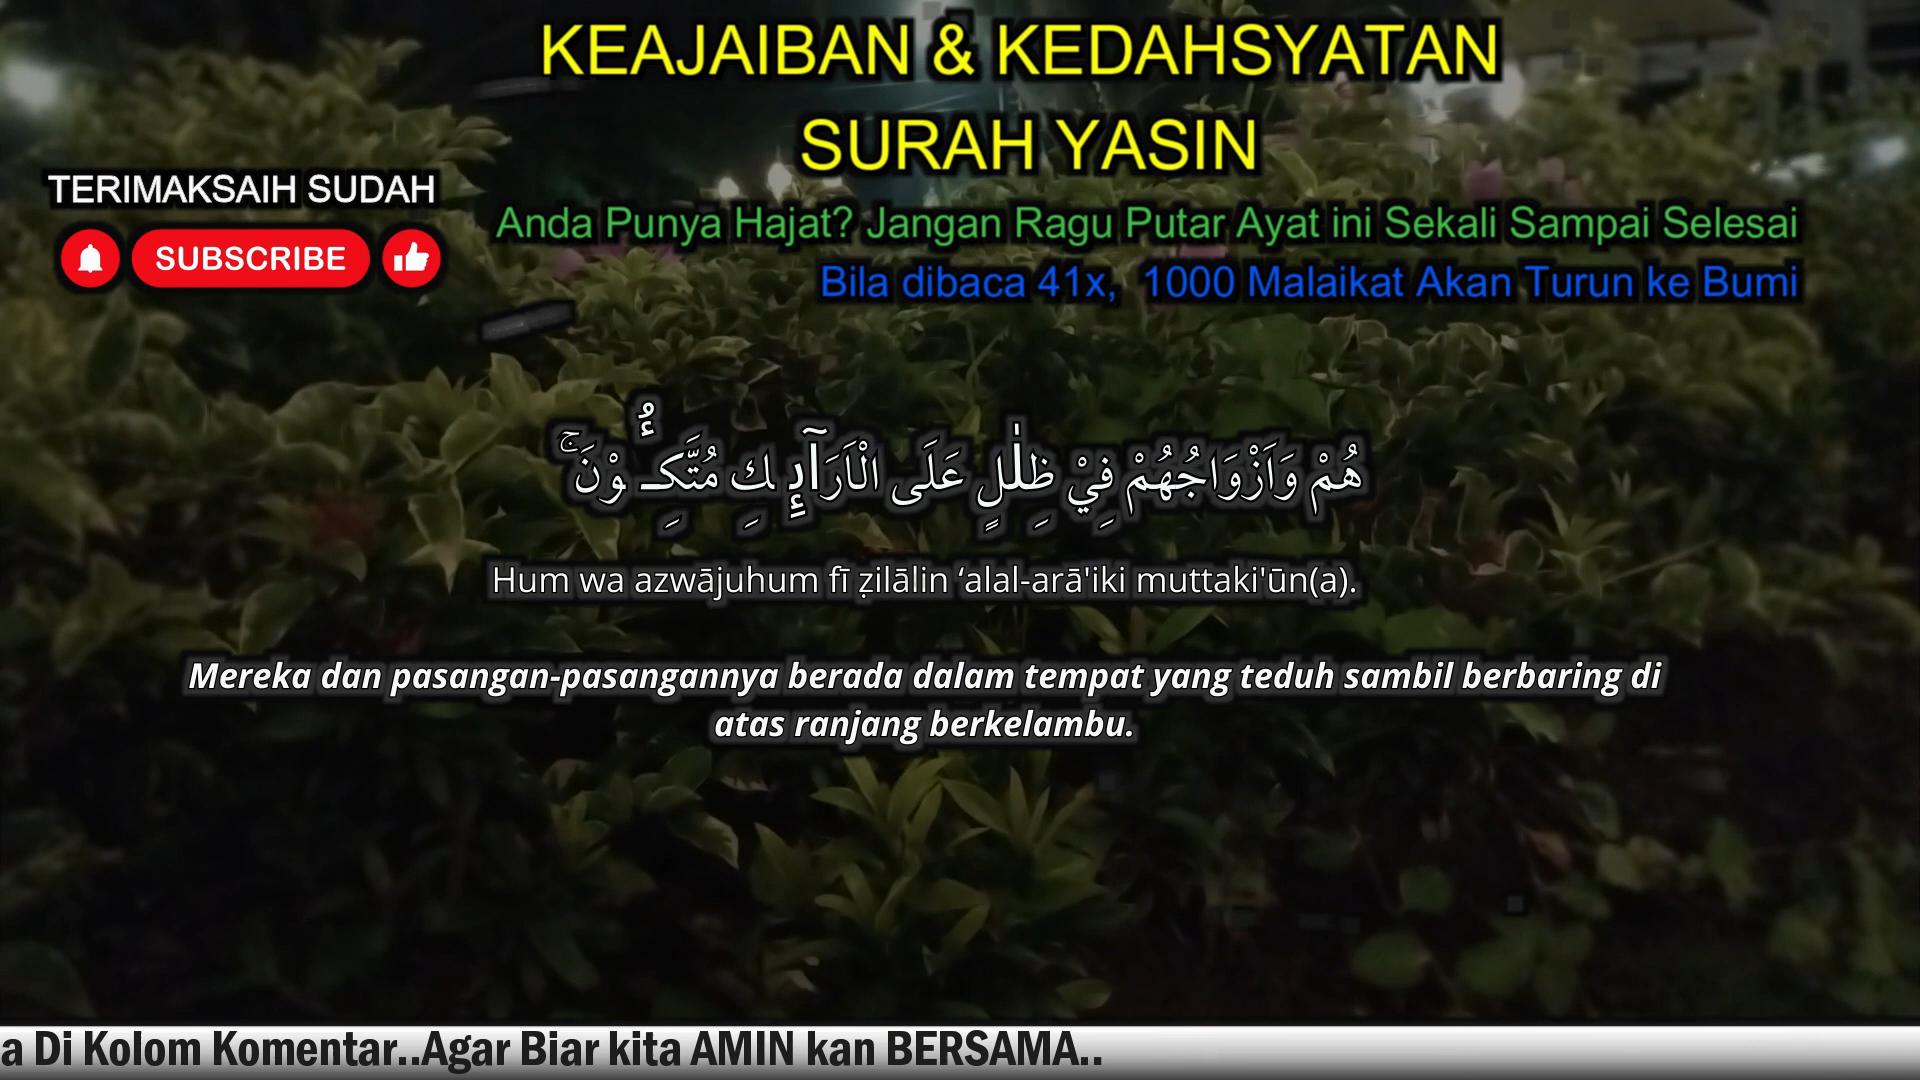 KEAJAIBAN & KEDAHSYATAN
SURAH YASIN
TERIMAKSAIH SUDAH
SUBSCRIBE
Anda Punya Hajat? Jangan Ragu Putar Ayat ini Sekali Sampai Selesai
Bila dibaca 41x, 1000 Malaikat Akan Turun ke Bumi
هُمْ وَاَزْوَاجُهُمْ فِيْ ظِلٰلٍ عَلَى الْاَرَاۤىِٕكِ مُتَّكِـُٔوْنَ ۚ
Hum wa azwājuhum fī ẓilālin ‘alal-arā'iki muttaki'ūn(a).
Mereka dan pasangan-pasangannya berada dalam tempat yang teduh sambil berbaring di
atas ranjang berkelambu.
a Di Kolom Komentar..Agar Biar kita AMIN kan BERSAMA..